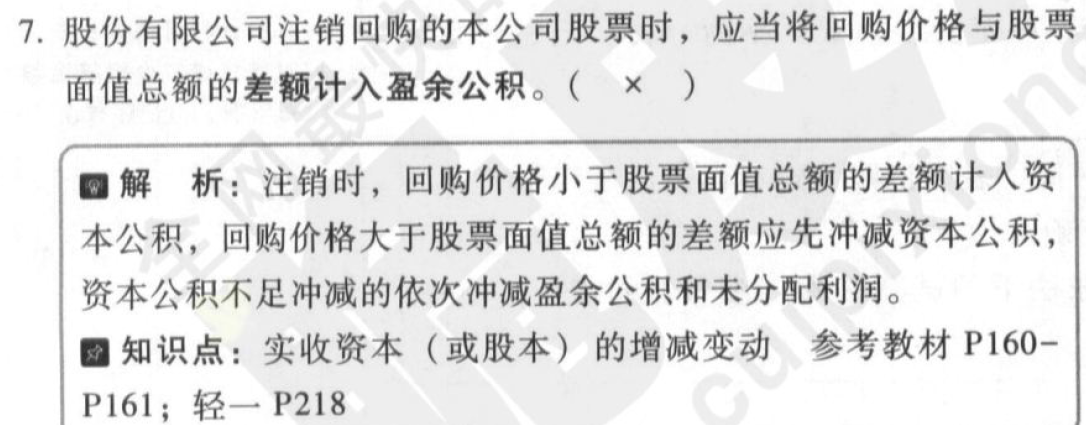 7. 股份有限公司注销回购的本公司股票时，应当将回购价格与股票
面值总额的差额计入盈余公积。（ × ）
解 析：注销时，回购价格小于股票面值总额的差额计入资
本公积，回购价格大于股票面值总额的差额应先冲减资本公积，
资本公积不足冲减的依次冲减盈余公积和未分配利润。
知识点：实收资本（或股本）的增减变动 参考教材 P160-
P161；轻一 P218